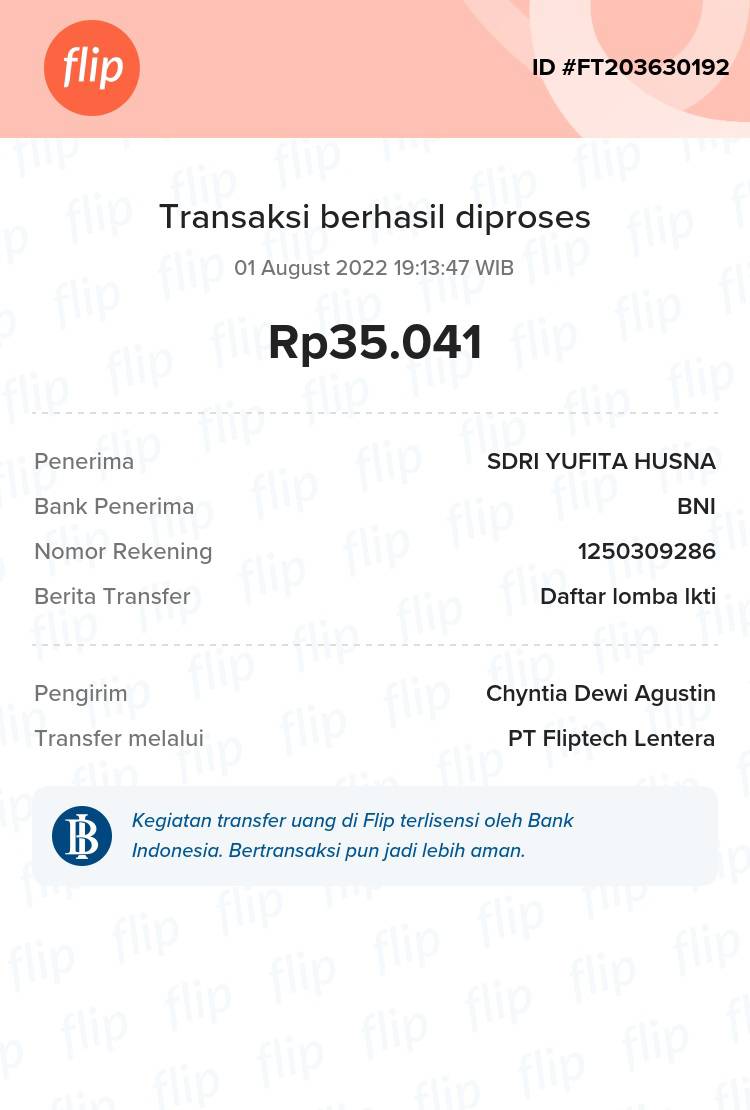 flip
ID #FT203630192
Transaksi berhasil diproses
01 August 2022 19:13:47 WIB
Rp35.041
Penerima SDRI YUFITA HUSNA
Bank Penerima BNI
Nomor Rekening 1250309286
Berita Transfer Daftar lomba lkti
Pengirim Chyntia Dewi Agustin
Transfer melalui PT Fliptech Lentera
Kegiatan transfer uang di Flip terlisensi oleh Bank
Indonesia. Bertransaksi pun jadi lebih aman.